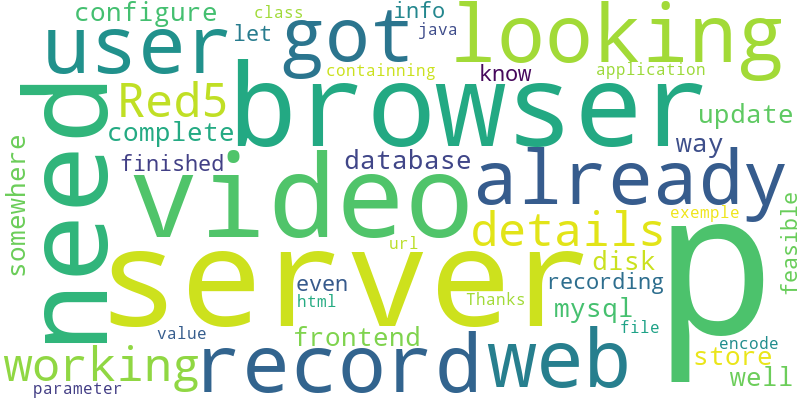 configure
info
class
looking
user
let
got
java
containning
know
application
need
browser
Red5
complete
update
somewhere
finished
database
way
video
already
details
feasible
exemple
server
p
url
disk
recording
even
html
Thanks
mysql
file
value
frontend
record
web
encode
working
store
well
parameter